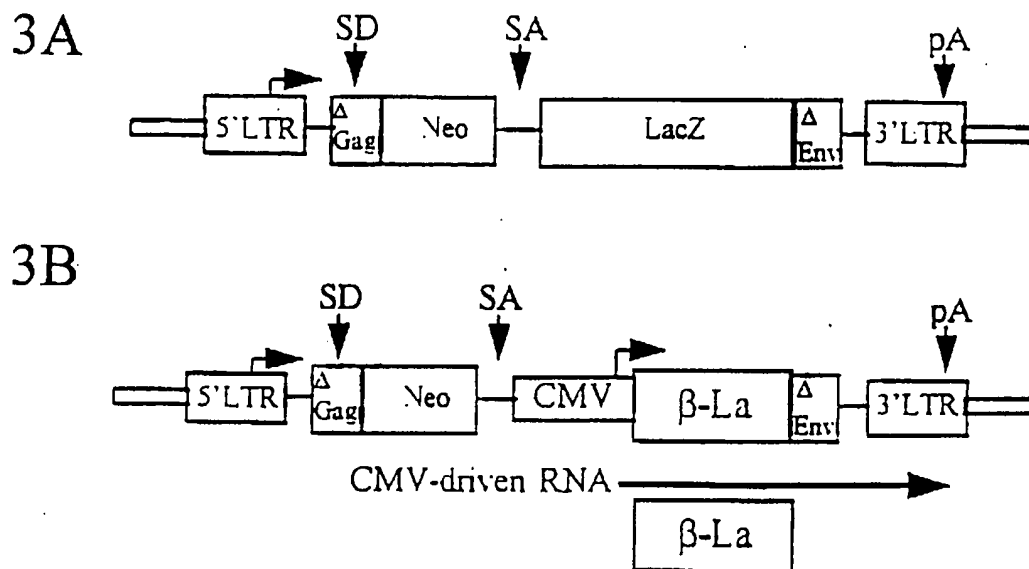 3A
SD SA pA
5'LTR Δ Gag Neo LacZ Δ Env 3'LTR
3B
SD SA pA
5'LTR Δ Gag Neo CMV β-La Δ Env 3'LTR
CMV-driven RNA
β-La